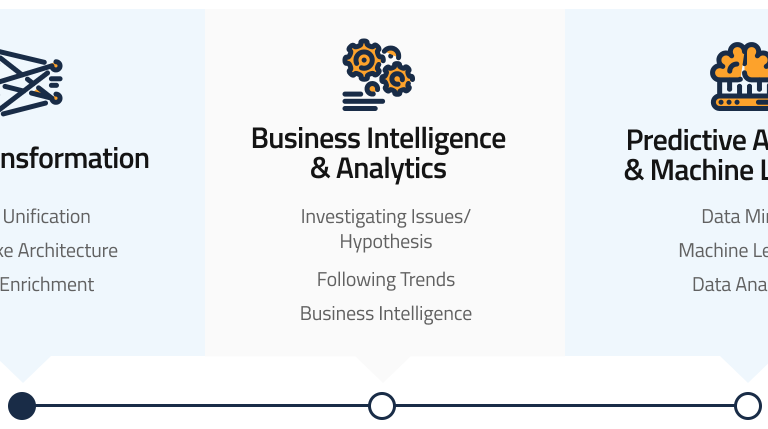 nsformation
Unification
ke Architecture
Enrichment
Business Intelligence
& Analytics
Investigating Issues/
Hypothesis
Following Trends
Business Intelligence
Predictive A
& Machine L
Data Mi
Machine Le
Data Ana